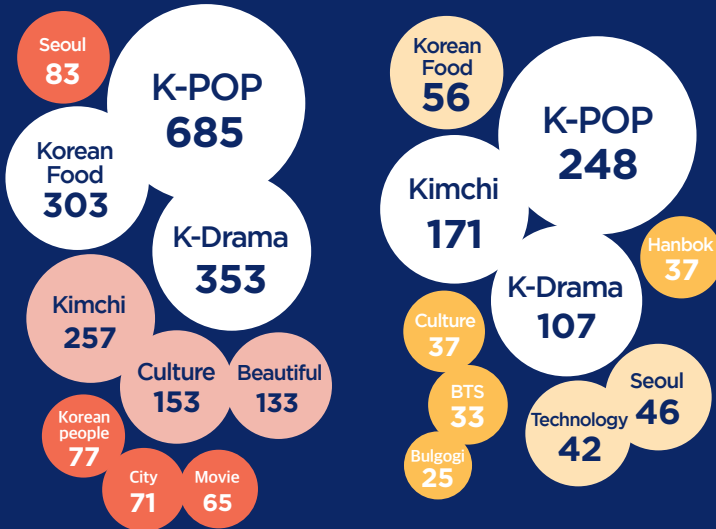 Seoul
83
K-POP
685
Korean
Food
303
K-Drama
353
Kimchi
257
Culture
153
Beautiful
133
Korean
people
77
City
71
Movie
65
Korean
Food
56
K-POP
248
Kimchi
171
Hanbok
37
K-Drama
107
Culture
37
BTS
33
Bulgogi
25
Technology
42
Seoul
46